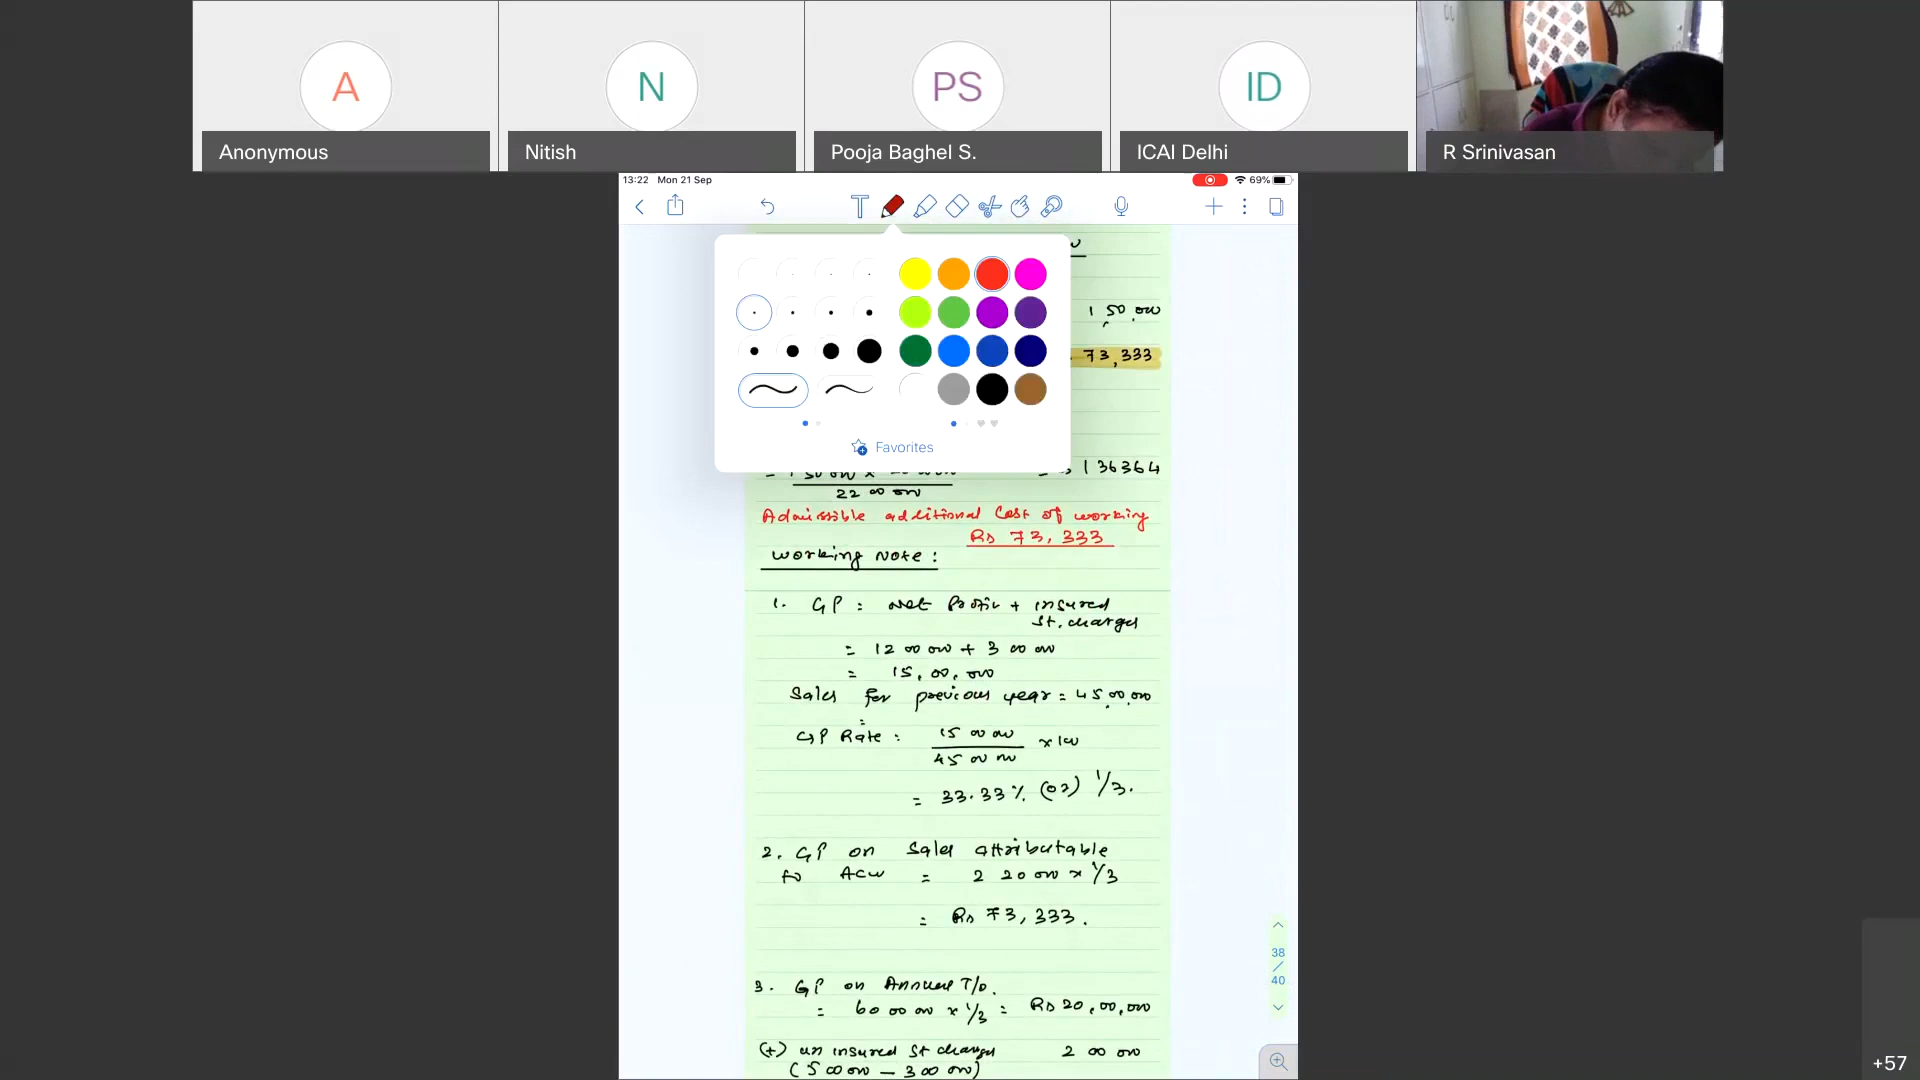 A
N
PS
ID
Anonymous
Nitish
Pooja Baghel S.
ICAI Delhi
R Srinivasan
13:22 Mon 21 Sep
69%
T
1 50,000
73,333
Favorites
= 136364
22 00 000
Admissible additional Cost of working
Rs 73,333
working Note:
1. GP = Net Profit + insured
St. charges
= 12 00 000 + 3 00 000
= 15,00,000
Sales for previous year = 45,00,000
GP Rate = 15 00 000 x 100
45 00 000
= 33.33% (or) 1/3.
2. GP on Sales attributable
to ACW = 2 20 000 x 1/3
= Rs 73,333.
3. GP on Annual T/O.
= 60 00 000 x 1/3 = Rs 20,00,000
(+) un insured St charges 2 00 000
(5 00 000 - 3 00 000)
38
/
40
+57